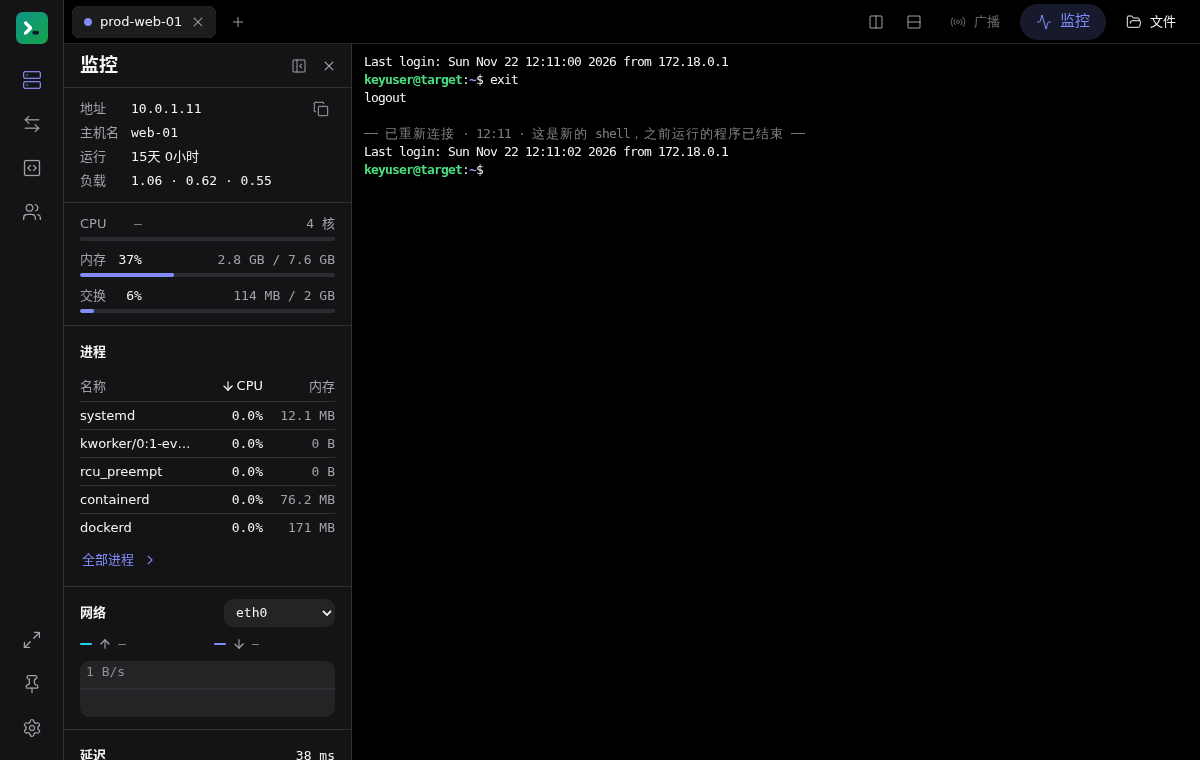 prod-web-01
广播
监控
文件
监控
地址 10.0.1.11
主机名 web-01
运行 15天 0小时
负载 1.06 · 0.62 · 0.55
CPU — 4 核
内存 37% 2.8 GB / 7.6 GB
交换 6% 114 MB / 2 GB
进程
名称 CPU 内存
systemd 0.0% 12.1 MB
kworker/0:1-ev… 0.0% 0 B
rcu_preempt 0.0% 0 B
containerd 0.0% 76.2 MB
dockerd 0.0% 171 MB
全部进程
网络 eth0
↑ — ↓ —
1 B/s
延迟 38 ms
Last login: Sun Nov 22 12:11:00 2026 from 172.18.0.1
keyuser@target:~$ exit
logout
── 已重新连接 · 12:11 · 这是新的 shell，之前运行的程序已结束 ──
Last login: Sun Nov 22 12:11:02 2026 from 172.18.0.1
keyuser@target:~$